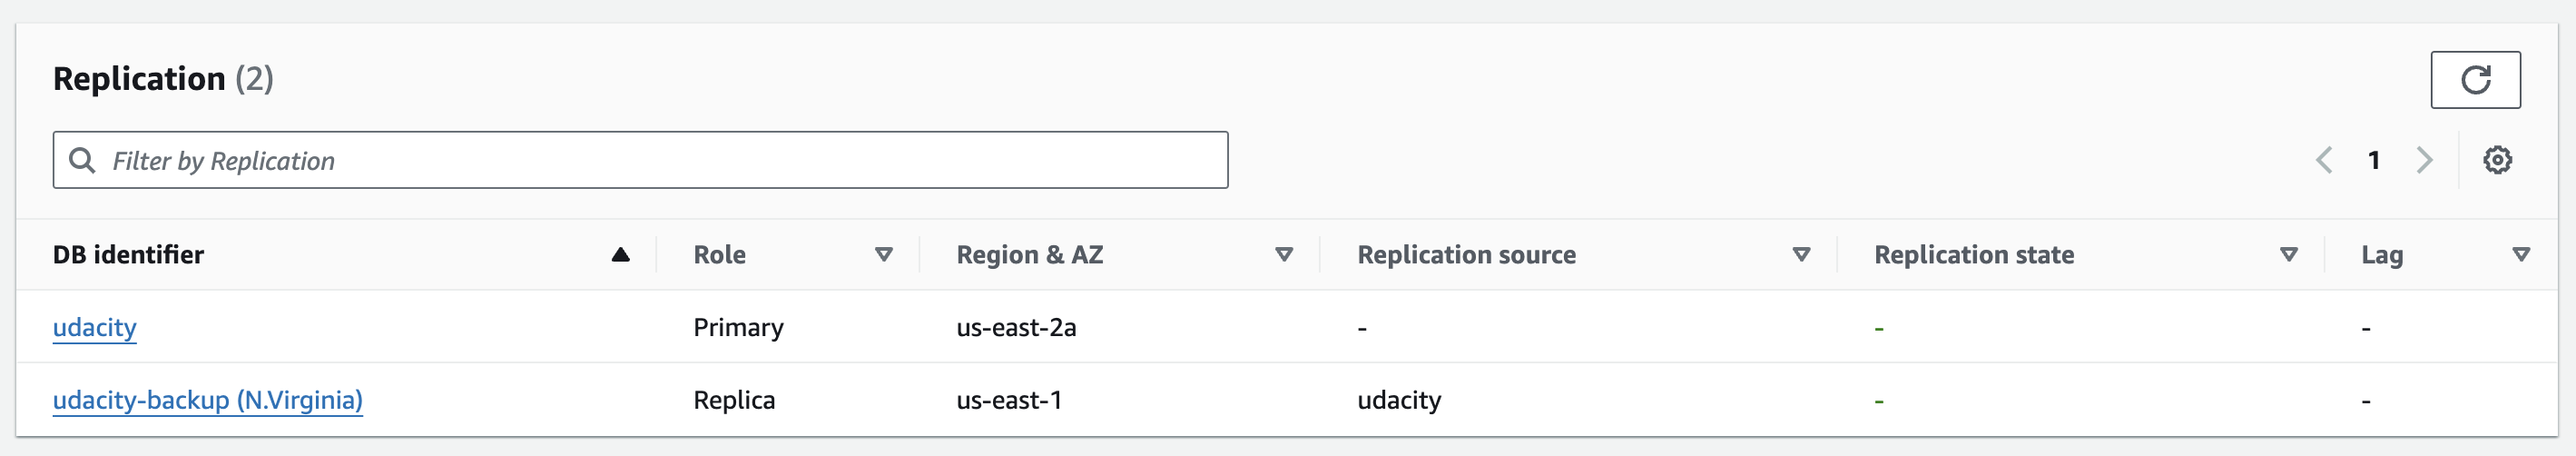 Replication (2)
Filter by Replication
1
DB identifier Role Region & AZ Replication source Replication state Lag
udacity Primary us-east-2a - - -
udacity-backup (N.Virginia) Replica us-east-1 udacity - -